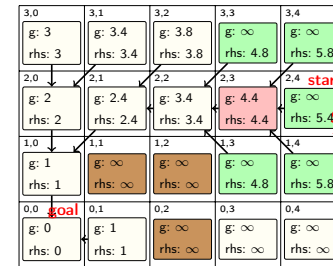 3,0 3,1 3,2 3,3 3,4
g: 3 g: 3.4 g: 3.8 g: ∞ g: ∞
rhs: 3 rhs: 3.4 rhs: 3.8 rhs: 4.8 rhs: 5.8
2,0 2,1 2,2 2,3 2,4
g: 2 g: 2.4 g: 3.4 g: 4.4 g: ∞
rhs: 2 rhs: 2.4 rhs: 3.4 rhs: 4.4 rhs: 5.4
1,0 1,1 1,2 1,3 1,4
g: 1 g: ∞ g: ∞ g: ∞ g: ∞
rhs: 1 rhs: ∞ rhs: ∞ rhs: 4.8 rhs: 5.8
0,0 goal 0,1 0,2 0,3 0,4
g: 0 g: 1 g: ∞ g: ∞ g: ∞
rhs: 0 rhs: 1 rhs: ∞ rhs: ∞ rhs: ∞